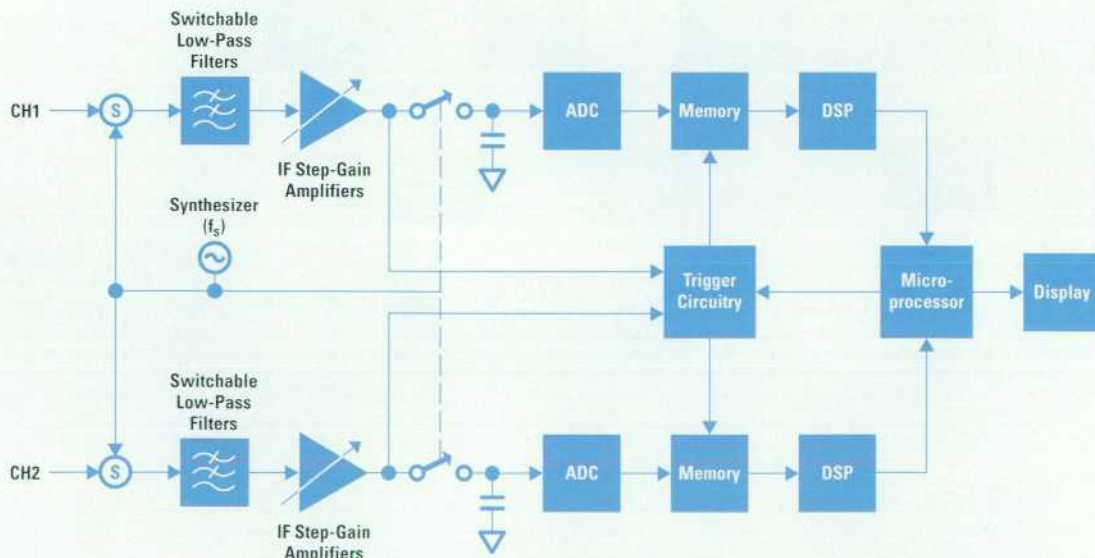 Switchable
Low-Pass
Filters
CH1
S
IF Step-Gain
Amplifiers
ADC
Memory
DSP
Synthesizer
(fs)
Trigger
Circuitry
Micro-
processor
Display
Switchable
Low-Pass
Filters
CH2
S
IF Step-Gain
Amplifiers
ADC
Memory
DSP